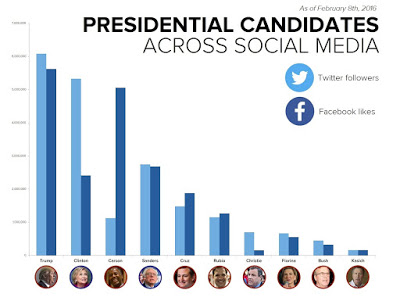 As of February 8th, 2016
PRESIDENTIAL CANDIDATES
ACROSS SOCIAL MEDIA
Twitter followers
Facebook likes
Trump
Clinton
Carson
Sanders
Cruz
Rubio
Christie
Fiorina
Bush
Kasich